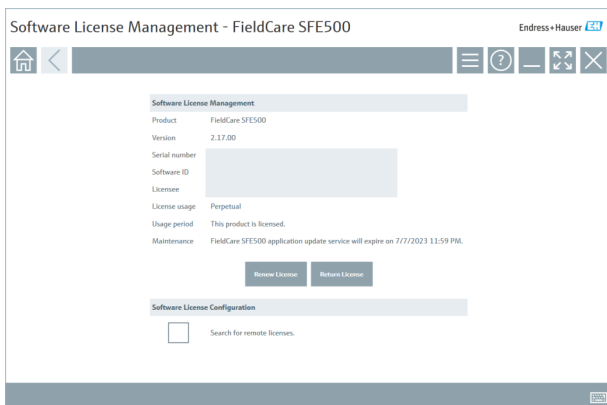 Software License Management - FieldCare SFE500
Endress+Hauser EH
?
Software License Management
Product FieldCare SFE500
Version 2.17.00
Serial number
Software ID
Licensee
License usage Perpetual
Usage period This product is licensed.
Maintenance FieldCare SFE500 application update service will expire on 7/7/2023 11:59 PM.
Renew License Return License
Software License Configuration
Search for remote licenses.